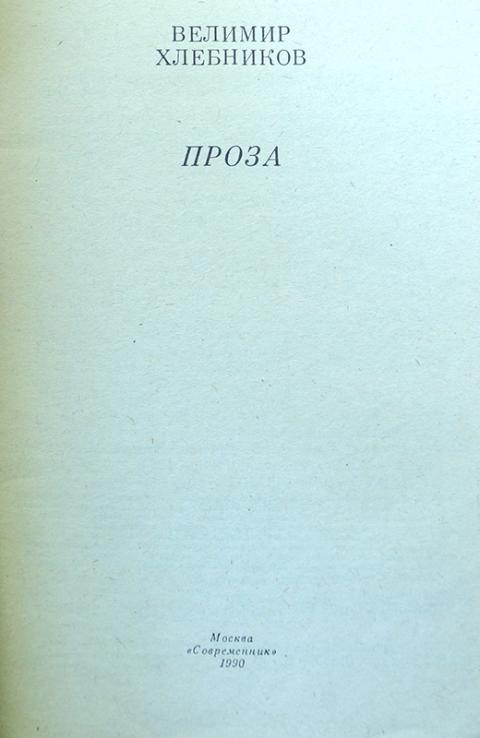 ВЕЛИМИР
ХЛЕБНИКОВ
ПРОЗА
Москва
«Современник»
1990